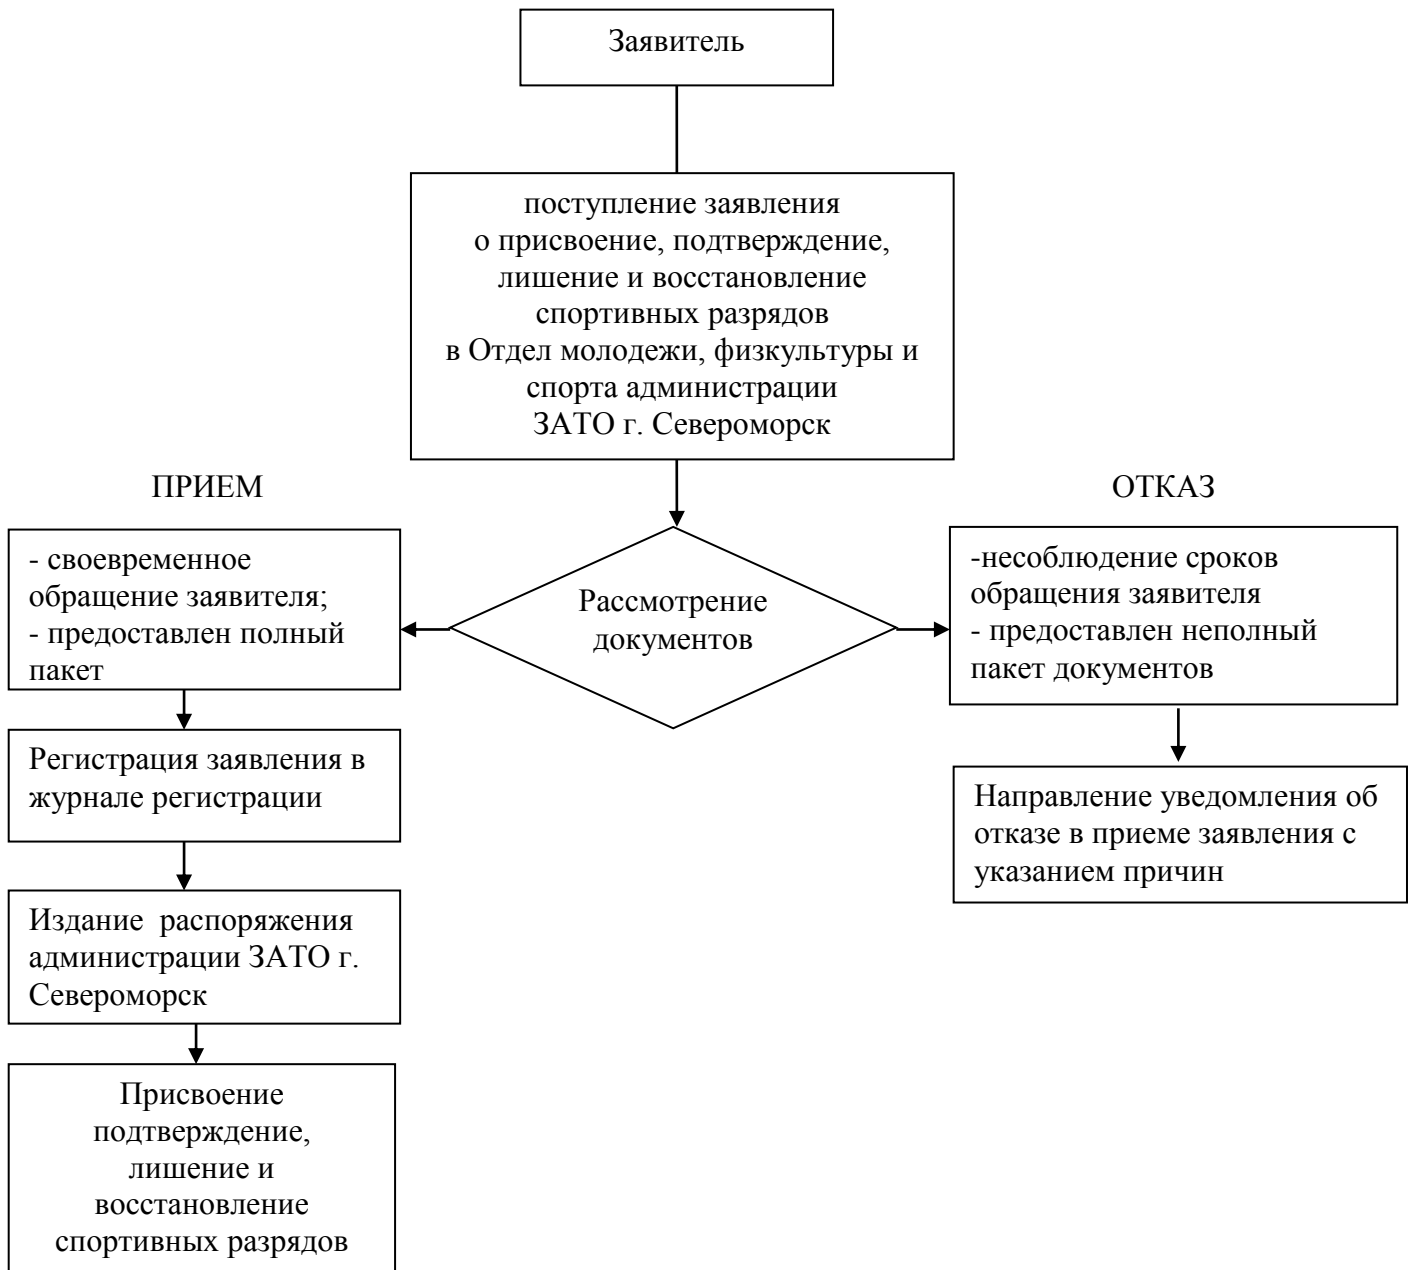 Заявитель
поступление заявления
о присвоение, подтверждение,
лишение и восстановление
спортивных разрядов
в Отдел молодежи, физкультуры и
спорта администрации
ЗАТО г. Североморск
ПРИЕМ
ОТКАЗ
- своевременное
обращение заявителя;
- предоставлен полный
пакет
Рассмотрение
документов
-несоблюдение сроков
обращения заявителя
- предоставлен неполный
пакет документов
Регистрация заявления в
журнале регистрации
Направление уведомления об
отказе в приеме заявления с
указанием причин
Издание распоряжения
администрации ЗАТО г.
Североморск
Присвоение
подтверждение,
лишение и
восстановление
спортивных разрядов